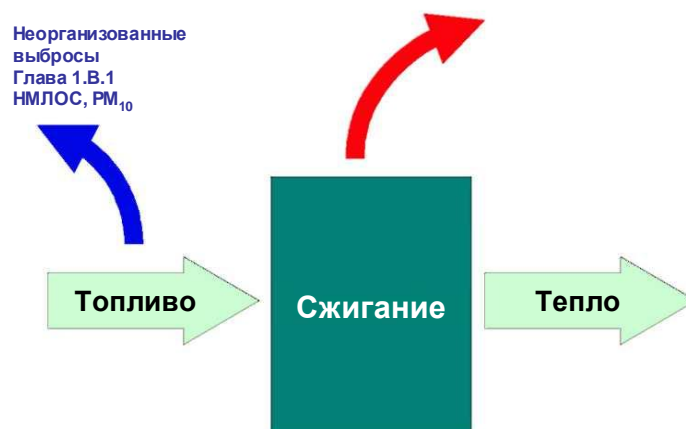 Неорганизованные
выбросы
Глава 1.B.1
НМЛОС, PM₁₀
Топливо
Сжигание
Тепло